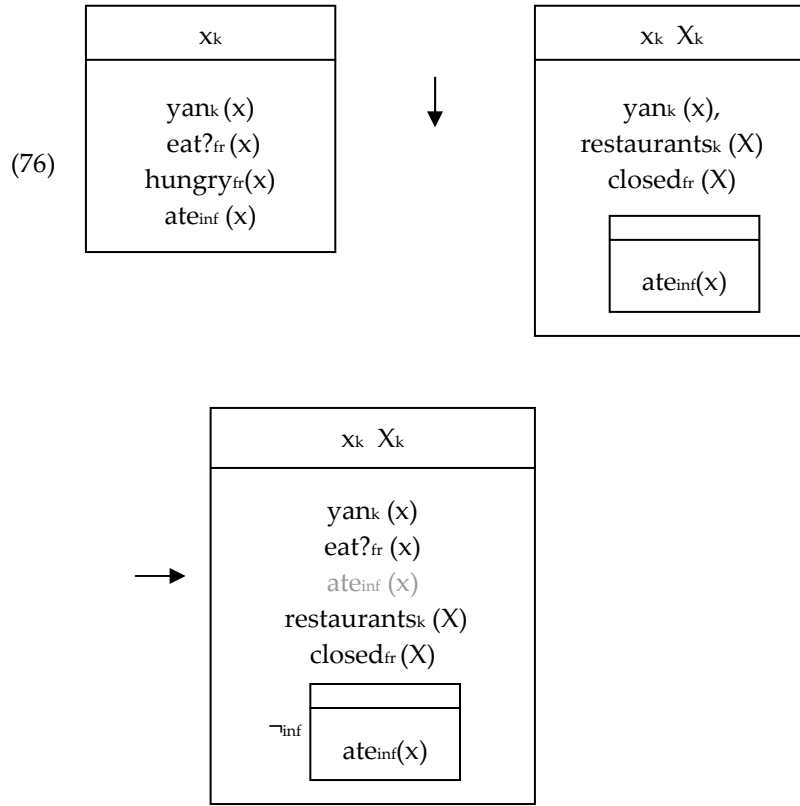 xk
yank (x)
eat?fr (x)
hungryfr(x)
ateinf (x)
(76)
xk Xk
yank (x),
restaurantsk (X)
closedfr (X)
ateinf(x)
xk Xk
yank (x)
eat?fr (x)
ateinf (x)
restaurantsk (X)
closedfr (X)
¬inf
ateinf(x)